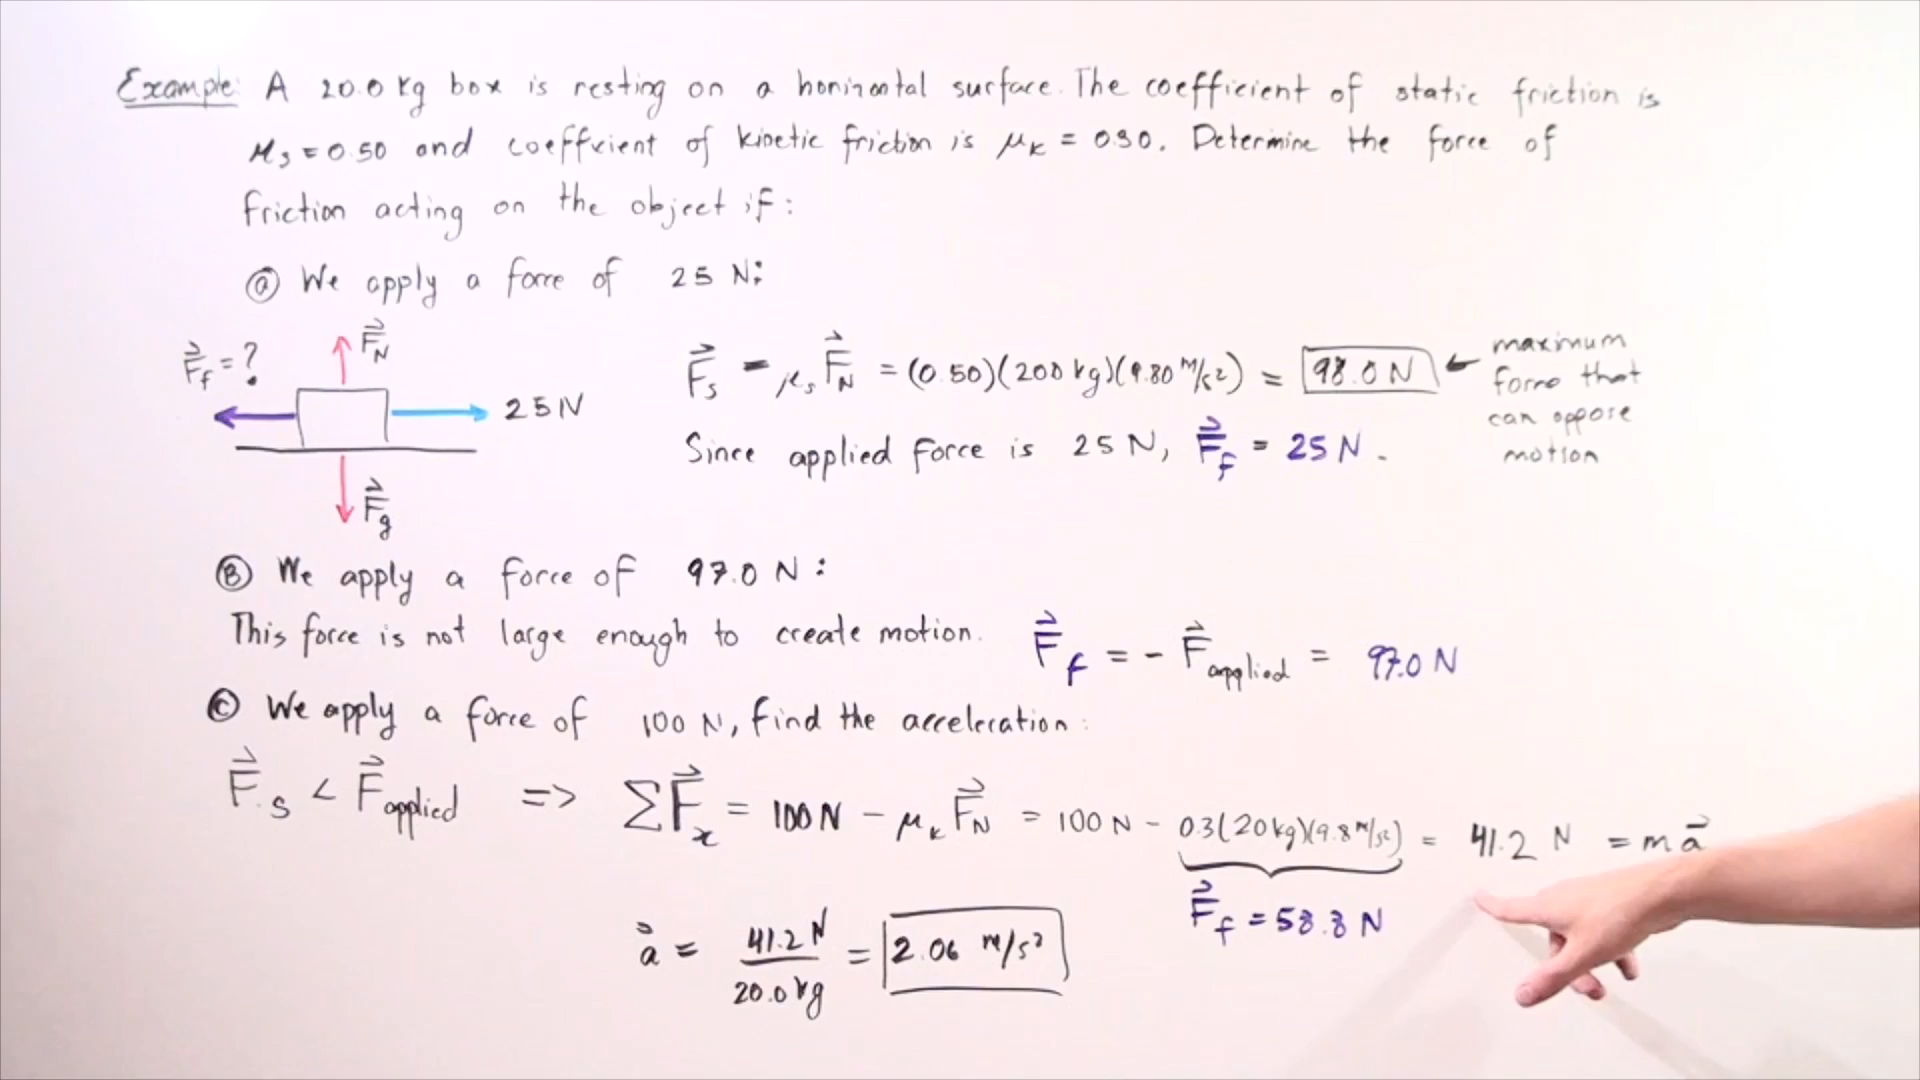 Example: A 20.0 kg box is resting on a horizontal surface. The coefficient of static friction is
μs = 0.50 and coefficient of kinetic friction is μK = 0.30. Determine the force of
friction acting on the object if:
Ⓐ We apply a force of 25 N:
F⃗f = ?
F⃗N
25 N
F⃗g
F⃗s = μs F⃗N = (0.50)(20.0 kg)(9.80 m/s²) = 98.0 N ← maximum force that can oppose motion
Since applied force is 25 N, F⃗f = 25 N.
Ⓑ We apply a force of 97.0 N:
This force is not large enough to create motion. F⃗f = - F⃗applied = 97.0 N
Ⓒ We apply a force of 100 N, find the acceleration:
F⃗s < F⃗applied => ΣF⃗x = 100 N - μk F⃗N = 100 N - 0.3(20kg)(9.8 m/s²) = 41.2 N = ma⃗
F⃗f = 58.8 N
a⃗ = 41.2 N / 20.0 kg = 2.06 m/s²